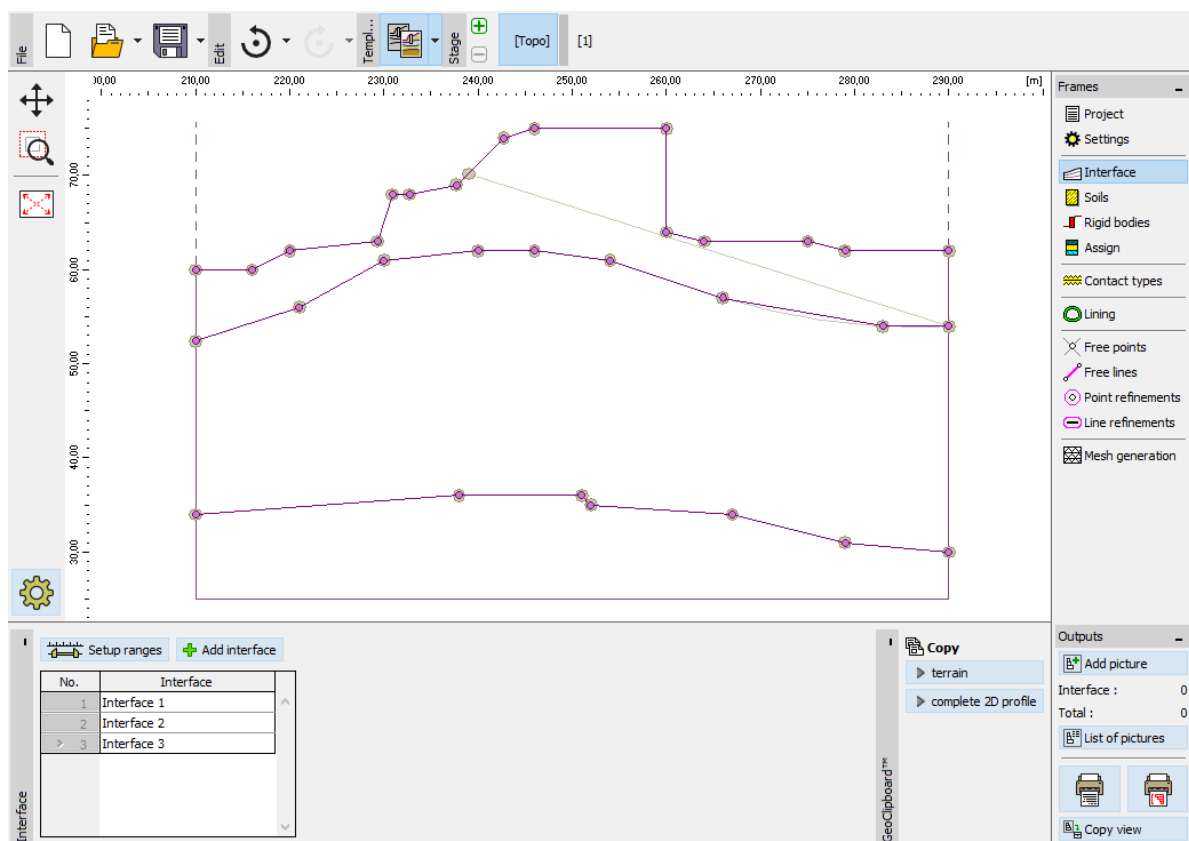 File
Edit
Templ...
Stage
[Topo]
[1]
)0,00 210,00 220,00 230,00 240,00 250,00 260,00 270,00 280,00 290,00 [m]
70,00
60,00
50,00
40,00
30,00
Frames
Project
Settings
Interface
Soils
Rigid bodies
Assign
Contact types
Lining
Free points
Free lines
Point refinements
Line refinements
Mesh generation
Interface
Setup ranges
Add interface
No. Interface
1 Interface 1
2 Interface 2
3 Interface 3
GeoClipboard™
Copy
terrain
complete 2D profile
Outputs
Add picture
Interface : 0
Total : 0
List of pictures
Copy view